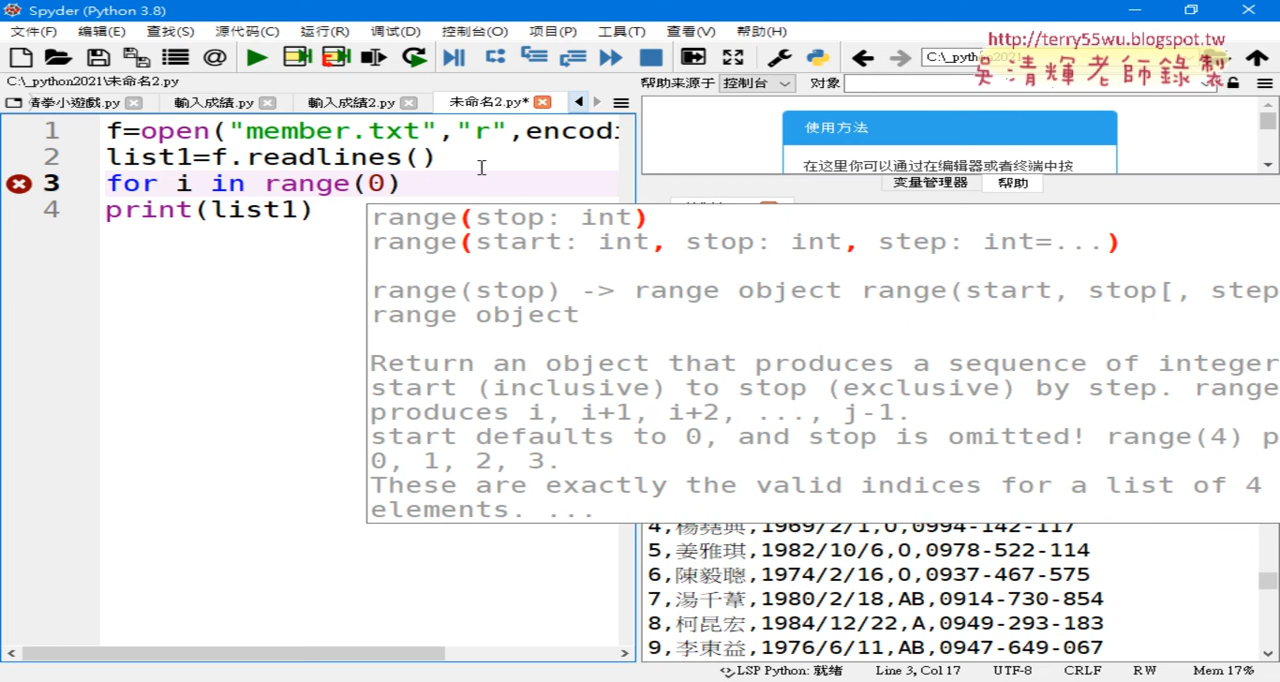 Spyder (Python 3.8)
文件(F) 编辑(E) 查找(S) 源代码(C) 运行(R) 调试(D) 控制台(O) 项目(P) 工具(T) 查看(V) 帮助(H)
http://terry55wu.blogspot.tw
吳清輝老師錄製
C:\_python2021\未命名2.py
帮助来源于 控制台 对象
猜拳小遊戲.py 輸入成績.py 輸入成績2.py 未命名2.py*
1 f=open("member.txt","r",encodi
2 list1=f.readlines()
3 for i in range(0)
4 print(list1)
使用方法
在这里你可以通过在编辑器或者终端中按
变量管理器 帮助
range(stop: int)
range(start: int, stop: int, step: int=...)
range(stop) -> range object range(start, stop[, step
range object
Return an object that produces a sequence of integer
start (inclusive) to stop (exclusive) by step. range
produces i, i+1, i+2, ..., j-1.
start defaults to 0, and stop is omitted! range(4) p
0, 1, 2, 3.
These are exactly the valid indices for a list of 4
elements. ...
4,楊堯典,1969/2/1,O,0994-142-117
5,姜雅琪,1982/10/6,O,0978-522-114
6,陳毅聰,1974/2/16,O,0937-467-575
7,湯千葦,1980/2/18,AB,0914-730-854
8,柯昆宏,1984/12/22,A,0949-293-183
9,李東益,1976/6/11,AB,0947-649-067
LSP Python: 就绪 Line 3, Col 17 UTF-8 CRLF RW Mem 17%